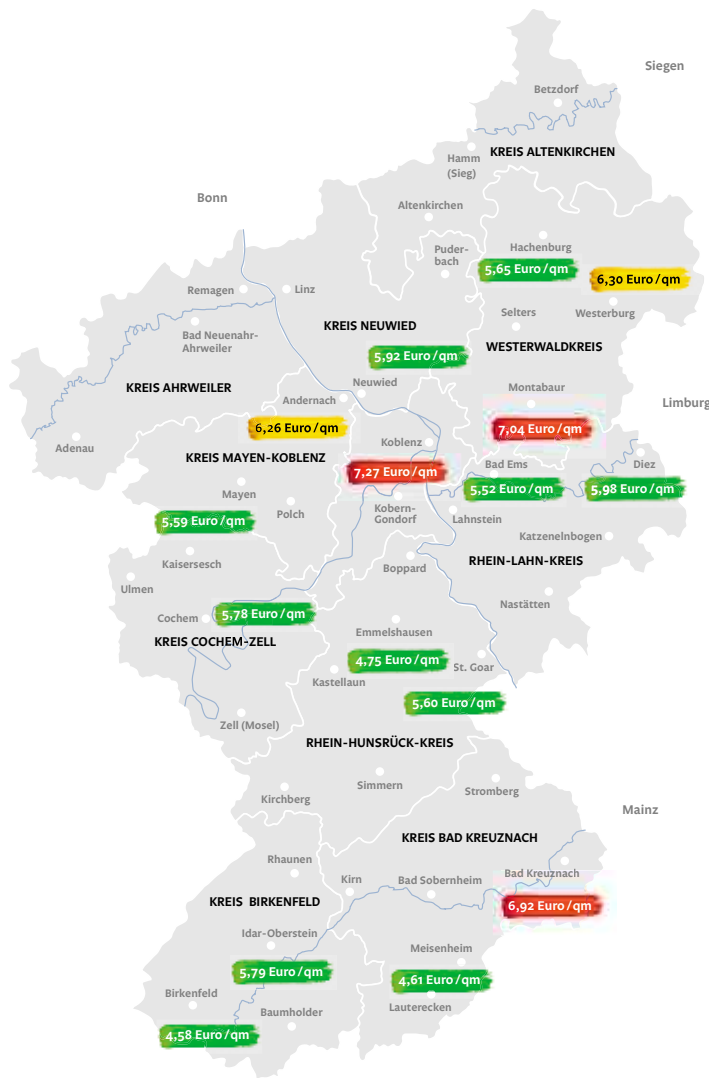 Siegen
Betzdorf
KREIS ALTENKIRCHEN
Hamm
(Sieg)
Bonn
Altenkirchen
Hachenburg
Puder-
bach
5,65 Euro/qm
6,30 Euro/qm
Remagen
Linz
Selters
Westerburg
KREIS NEUWIED
Bad Neuenahr-
Ahrweiler
WESTERWALDKREIS
5,92 Euro/qm
KREIS AHRWEILER
Neuwied
Montabaur
Andernach
Limburg
6,26 Euro/qm
7,04 Euro/qm
Adenau
Koblenz
KREIS MAYEN-KOBLENZ
7,27 Euro/qm
Bad Ems
Diez
5,52 Euro/qm
5,98 Euro/qm
Mayen
Polch
Kobern-
Gondorf
Lahnstein
5,59 Euro/qm
Katzenelnbogen
Kaisersesch
Boppard
RHEIN-LAHN-KREIS
Ulmen
Nastätten
Cochem
5,78 Euro/qm
KREIS COCHEM-ZELL
Emmelshausen
4,75 Euro/qm
St. Goar
Kastellaun
5,60 Euro/qm
Zell (Mosel)
RHEIN-HUNSRÜCK-KREIS
Simmern
Stromberg
Kirchberg
Mainz
KREIS BAD KREUZNACH
Rhaunen
Kirn
Bad Sobernheim
Bad Kreuznach
KREIS BIRKENFELD
6,92 Euro/qm
Idar-Oberstein
Meisenheim
5,79 Euro/qm
4,61 Euro/qm
Birkenfeld
Baumholder
Lauterecken
4,58 Euro/qm